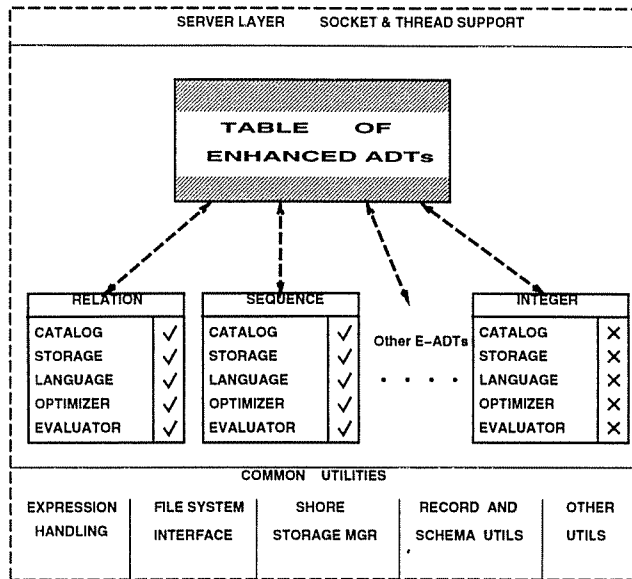 SERVER LAYER SOCKET & THREAD SUPPORT
TABLE OF
ENHANCED ADTs
RELATION
CATALOG ✓
STORAGE ✓
LANGUAGE ✓
OPTIMIZER ✓
EVALUATOR ✓
SEQUENCE
CATALOG ✓
STORAGE ✓
LANGUAGE ✓
OPTIMIZER ✓
EVALUATOR ✓
Other E-ADTs
. . . .
INTEGER
CATALOG ✕
STORAGE ✕
LANGUAGE ✕
OPTIMIZER ✕
EVALUATOR ✕
COMMON UTILITIES
EXPRESSION
HANDLING
FILE SYSTEM
INTERFACE
SHORE
STORAGE MGR
RECORD AND
SCHEMA UTILS
OTHER
UTILS